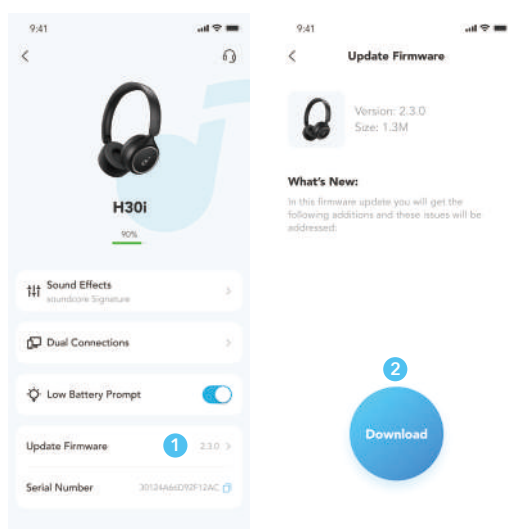 9:41
H30i
90%
Sound Effects
soundcore Signature
Dual Connections
Low Battery Prompt
Update Firmware 1 2.3.0
Serial Number 30124A66D92F12AC
9:41
Update Firmware
Version: 2.3.0
Size: 1.3M
What's New:
In this firmware update you will get the
following additions and these issues will be
addressed:
2
Download